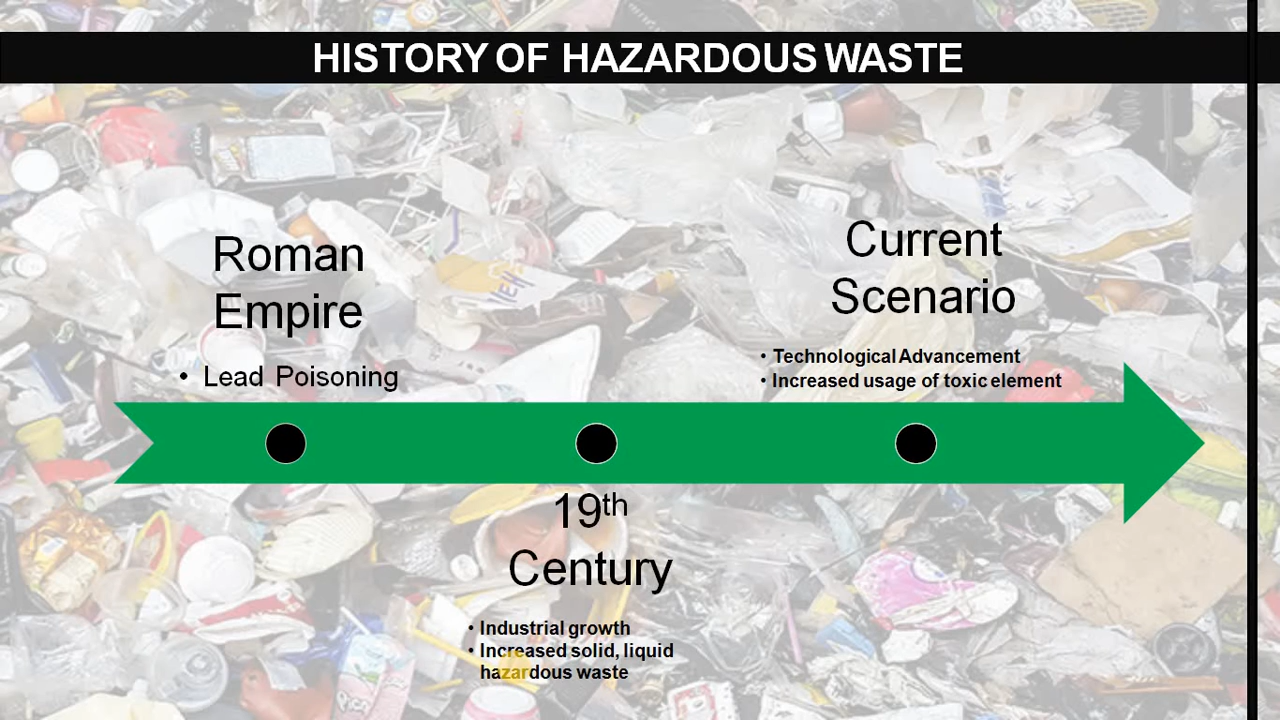 HISTORY OF HAZARDOUS WASTE
Roman
Empire
• Lead Poisoning
19th
Century
• Industrial growth
• Increased solid, liquid
hazardous waste
Current
Scenario
• Technological Advancement
• Increased usage of toxic element